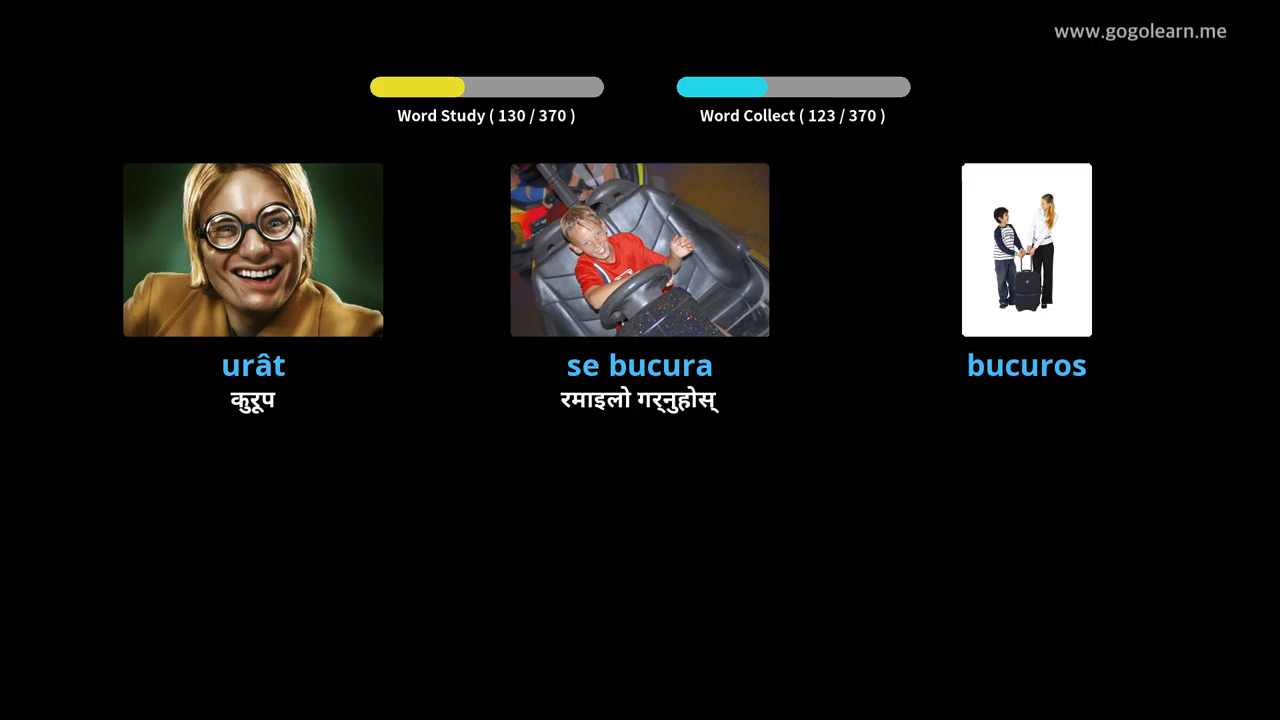 www.gogolearn.me
Word Study ( 130 / 370 )
Word Collect ( 123 / 370 )
urât
se bucura
bucuros
कुरूप
रमाइलो गर्नुहोस्